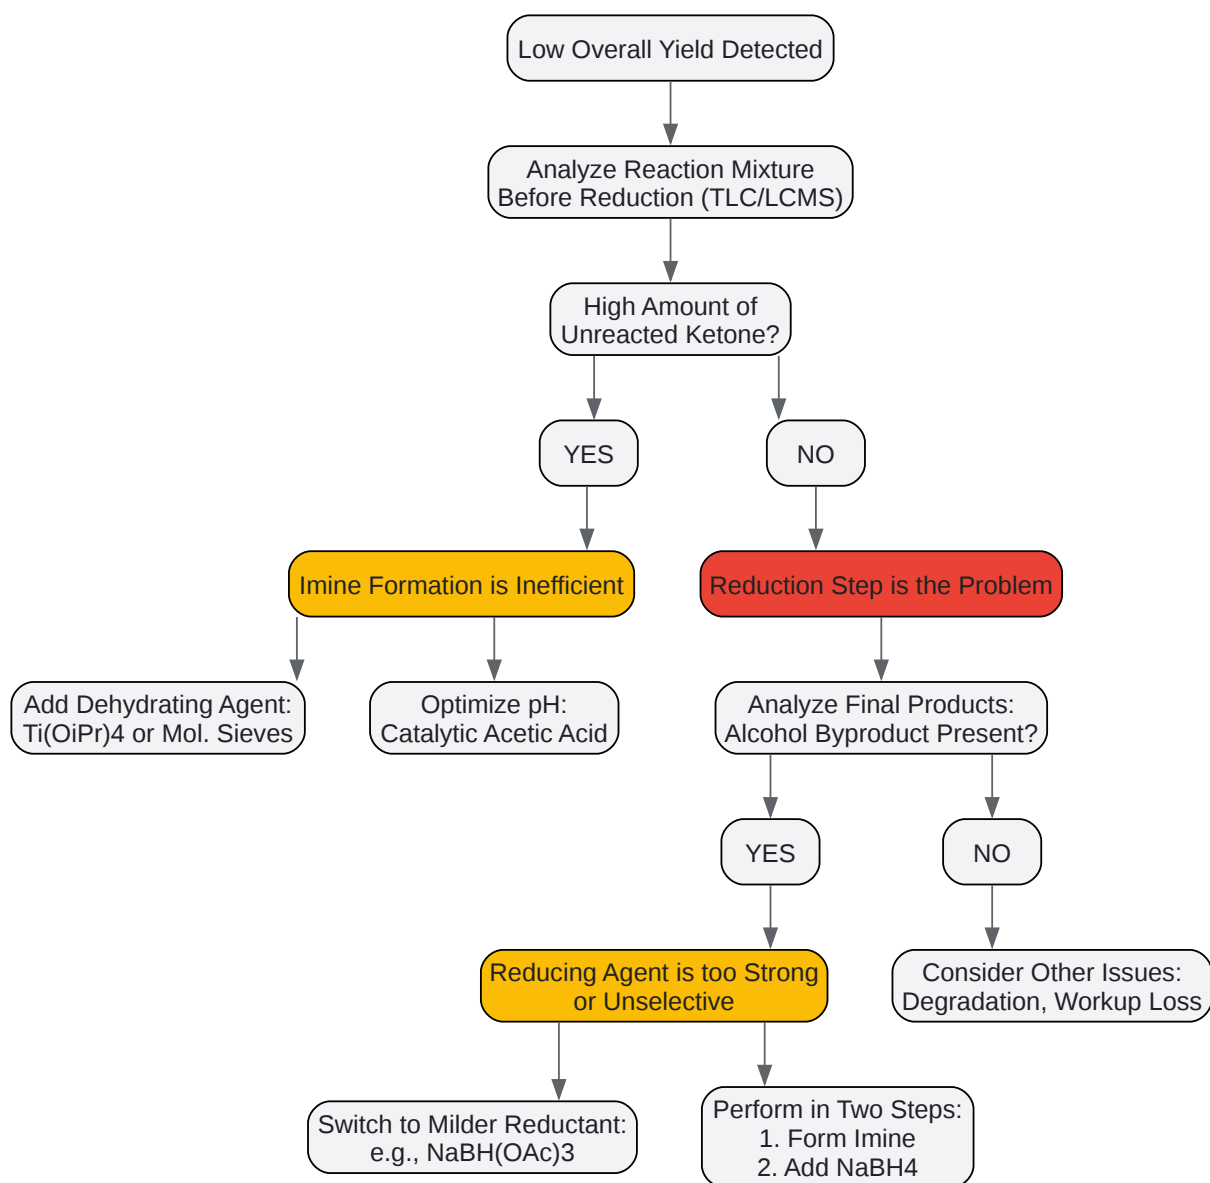 Low Overall Yield Detected
Analyze Reaction Mixture
Before Reduction (TLC/LCMS)
High Amount of
Unreacted Ketone?
YES
NO
Imine Formation is Inefficient
Reduction Step is the Problem
Add Dehydrating Agent:
Ti(OiPr)4 or Mol. Sieves
Optimize pH:
Catalytic Acetic Acid
Analyze Final Products:
Alcohol Byproduct Present?
YES
NO
Reducing Agent is too Strong
or Unselective
Consider Other Issues:
Degradation, Workup Loss
Switch to Milder Reductant:
e.g., NaBH(OAc)3
Perform in Two Steps:
1. Form Imine
2. Add NaBH4